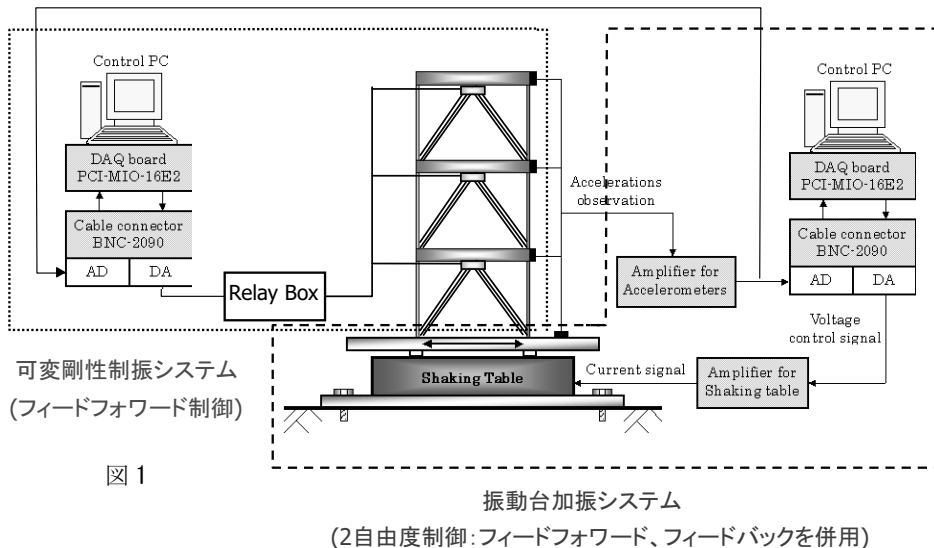 Control PC
DAQ board
PCI-MIO-16E2
Cable connector
BNC-2090
AD
DA
Relay Box
Accelerations
observation
Amplifier for
Accelerometers
Control PC
DAQ board
PCI-MIO-16E2
Cable connector
BNC-2090
AD
DA
Voltage
control signal
Amplifier for
Shaking table
Current signal
Shaking Table
可変剛性制振システム
(フィードフォワード制御)
図 1
振動台加振システム
(2自由度制御:フィードフォワード、フィードバックを併用)